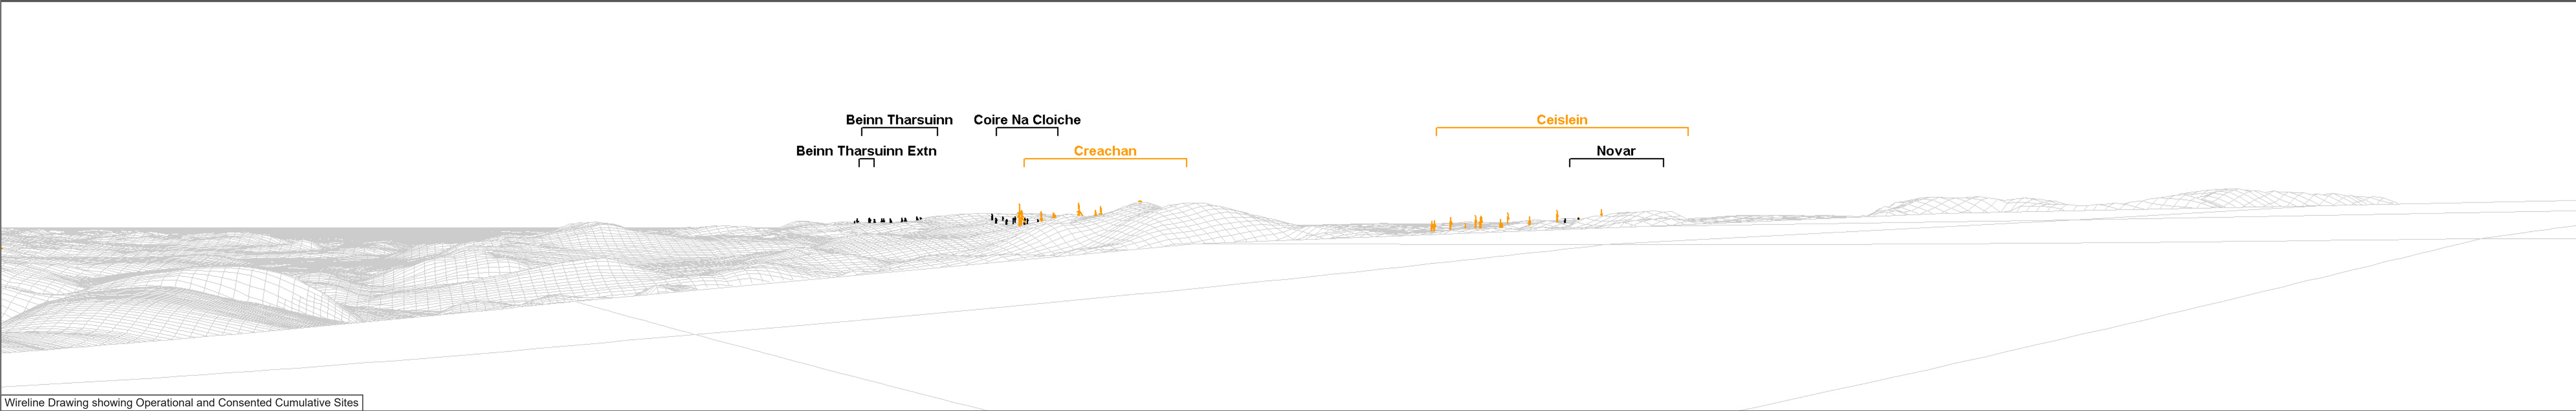 Beinn Tharsuinn
Coire Na Cloiche
Ceislein
Beinn Tharsuinn Extn
Creachan
Novar
Wireline Drawing showing Operational and Consented Cumulative Sites